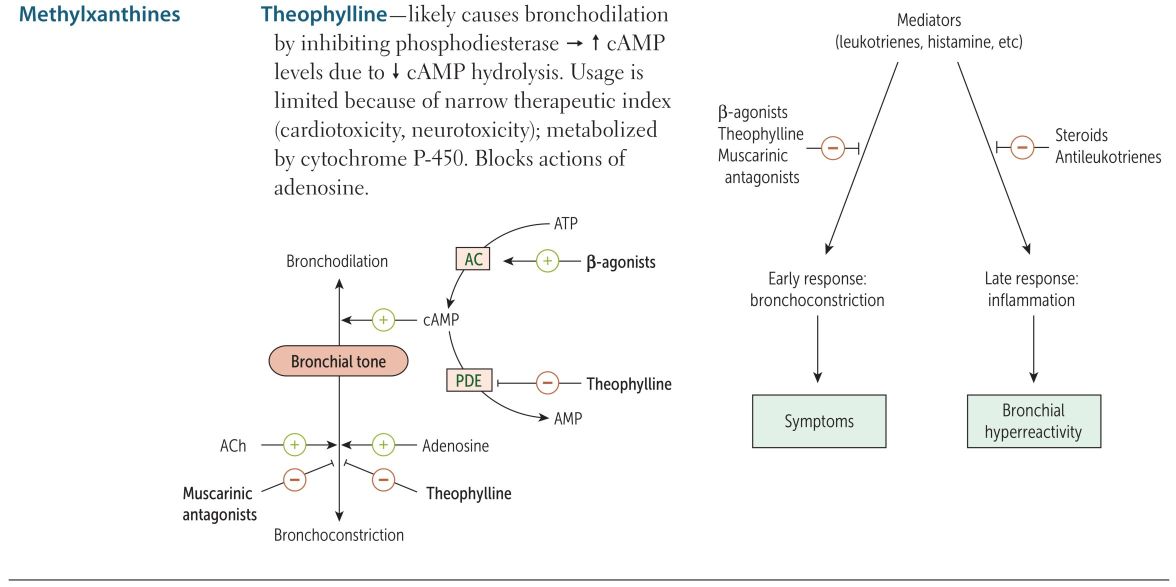 Methylxanthines
Theophylline—likely causes bronchodilation
by inhibiting phosphodiesterase → ↑ cAMP
levels due to ↓ cAMP hydrolysis. Usage is
limited because of narrow therapeutic index
(cardiotoxicity, neurotoxicity); metabolized
by cytochrome P-450. Blocks actions of
adenosine.
ATP
AC
+
β-agonists
Bronchodilation
+
cAMP
Bronchial tone
PDE
−
Theophylline
AMP
ACh
+
+
Adenosine
−
−
Muscarinic
antagonists
Theophylline
Bronchoconstriction
Mediators
(leukotrienes, histamine, etc)
β-agonists
Theophylline
Muscarinic
antagonists
−
−
Steroids
Antileukotrienes
Early response:
bronchoconstriction
Late response:
inflammation
Symptoms
Bronchial
hyperreactivity